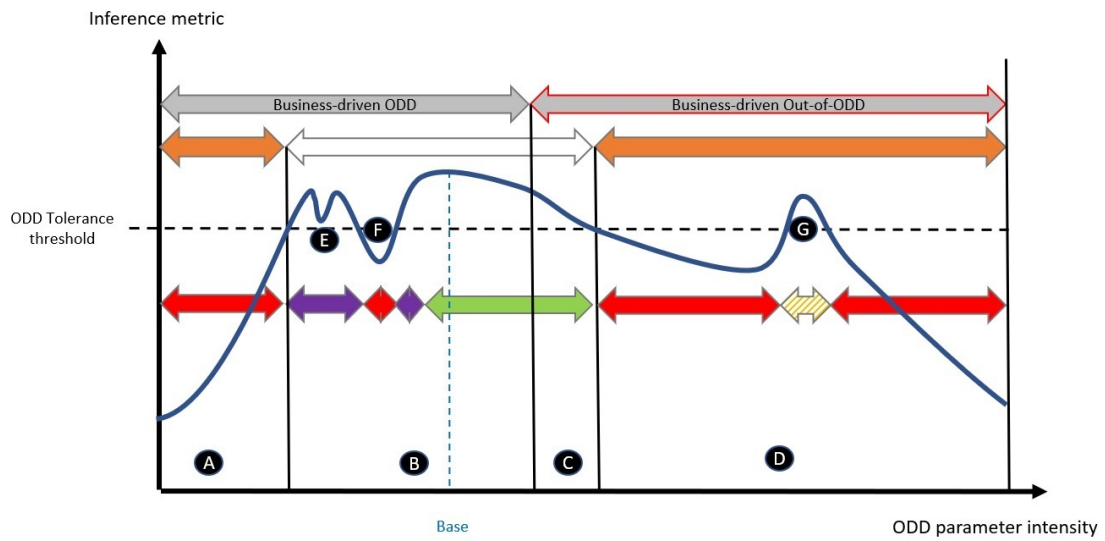 Inference metric
Business-driven ODD
Business-driven Out-of-ODD
ODD Tolerance
threshold
E
F
G
A
B
C
D
Base
ODD parameter intensity